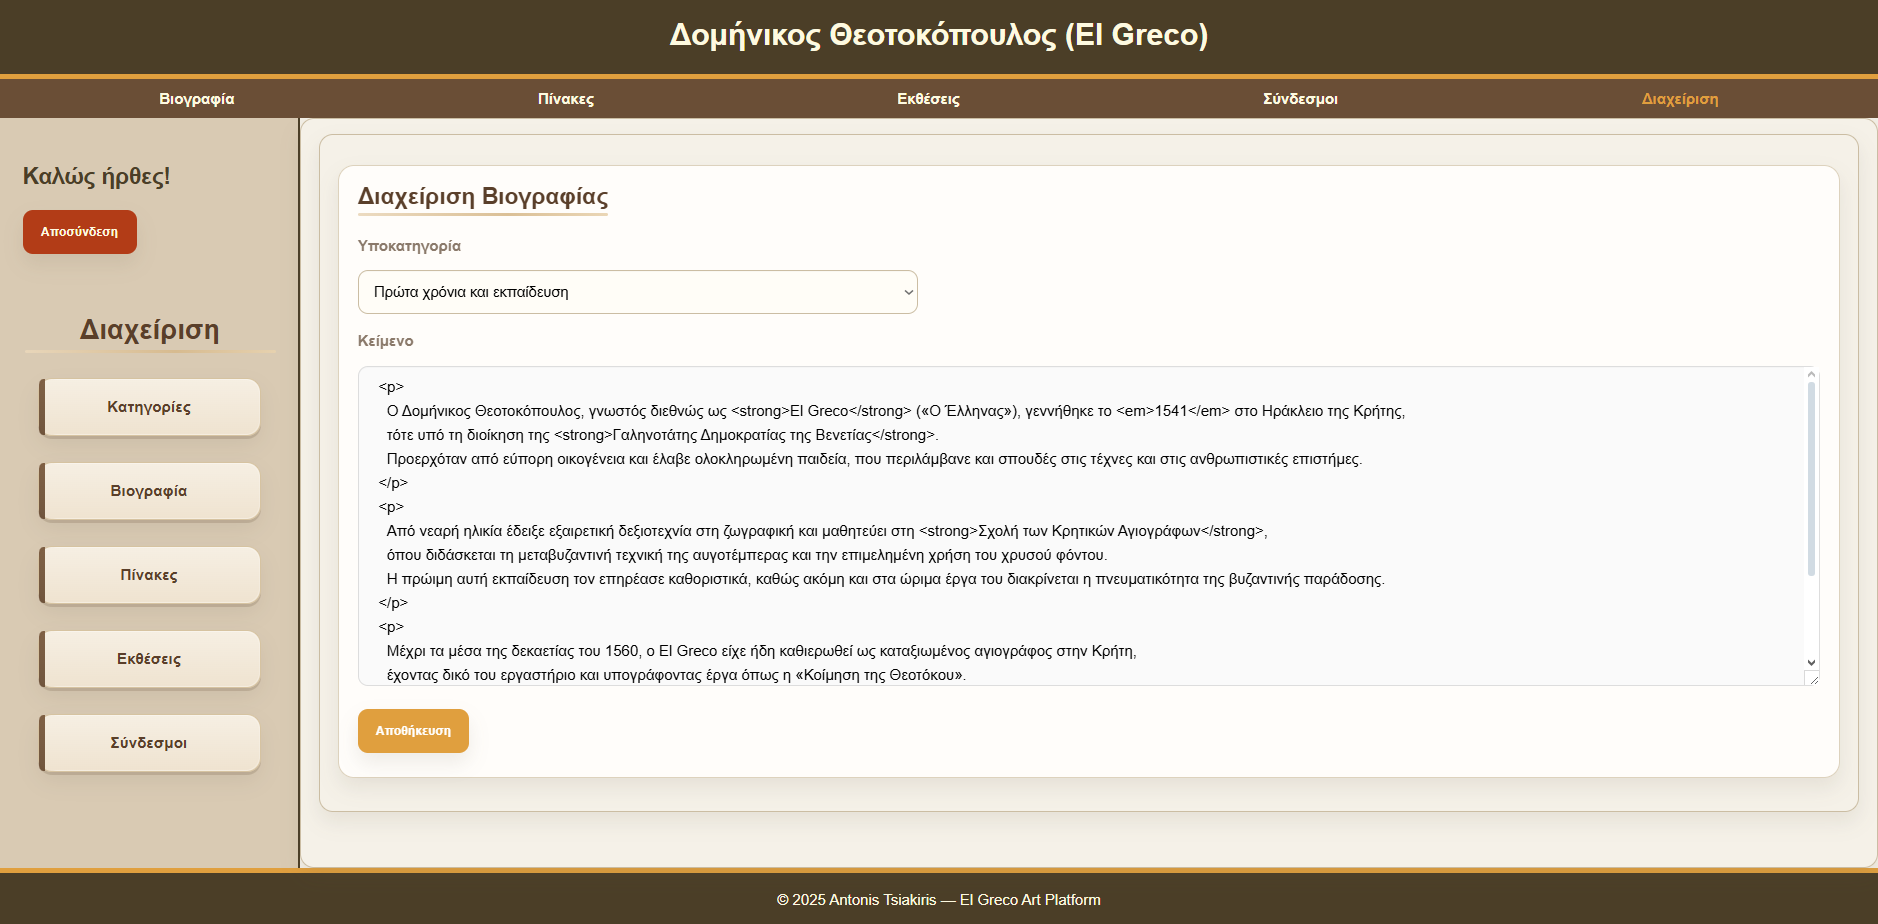 Δομήνικος Θεοτοκόπουλος (El Greco)
Βιογραφία
Πίνακες
Εκθέσεις
Σύνδεσμοι
Διαχείριση
Καλώς ήρθες!
Αποσύνδεση
Διαχείριση
Κατηγορίες
Βιογραφία
Πίνακες
Εκθέσεις
Σύνδεσμοι
Διαχείριση Βιογραφίας
Υποκατηγορία
Πρώτα χρόνια και εκπαίδευση
Κείμενο
<p>
Ο Δομήνικος Θεοτοκόπουλος, γνωστός διεθνώς ως <strong>El Greco</strong> («Ο Έλληνας»), γεννήθηκε το <em>1541</em> στο Ηράκλειο της Κρήτης,
τότε υπό τη διοίκηση της <strong>Γαληνοτάτης Δημοκρατίας της Βενετίας</strong>.
Προερχόταν από εύπορη οικογένεια και έλαβε ολοκληρωμένη παιδεία, που περιλάμβανε και σπουδές στις τέχνες και στις ανθρωπιστικές επιστήμες.
</p>
<p>
Από νεαρή ηλικία έδειξε εξαιρετική δεξιοτεχνία στη ζωγραφική και μαθητεύει στη <strong>Σχολή των Κρητικών Αγιογράφων</strong>,
όπου διδάσκεται τη μεταβυζαντινή τεχνική της αυγοτέμπερας και την επιμελημένη χρήση του χρυσού φόντου.
Η πρώιμη αυτή εκπαίδευση τον επηρέασε καθοριστικά, καθώς ακόμη και στα ώριμα έργα του διακρίνεται η πνευματικότητα της βυζαντινής παράδοσης.
</p>
<p>
Μέχρι τα μέσα της δεκαετίας του 1560, ο El Greco είχε ήδη καθιερωθεί ως καταξιωμένος αγιογράφος στην Κρήτη,
έχοντας δικό του εργαστήριο και υπογράφοντας έργα όπως η «Κοίμηση της Θεοτόκου».
Αποθήκευση
© 2025 Antonis Tsiakiris — El Greco Art Platform